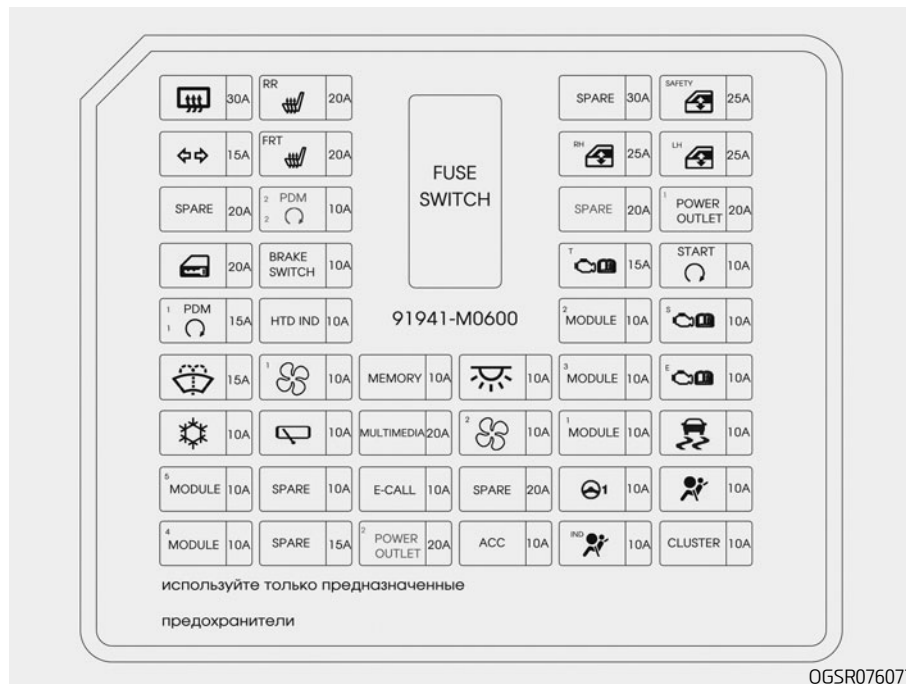 30A RR 20A SPARE 30A SAFETY 25A
15A FRT 20A RH 25A LH 25A
FUSE
SWITCH
SPARE 20A 2 PDM 2 10A SPARE 20A 1 POWER OUTLET 20A
20A BRAKE SWITCH 10A T 15A START 10A
1 PDM 1 15A HTD IND 10A 91941-M0600 2 MODULE 10A S 10A
15A 1 10A MEMORY 10A 10A 3 MODULE 10A E 10A
10A 10A MULTIMEDIA 20A 2 10A 1 MODULE 10A 10A
5 MODULE 10A SPARE 10A E-CALL 10A SPARE 20A 1 10A 10A
4 MODULE 10A SPARE 15A 2 POWER OUTLET 20A ACC 10A IND 10A CLUSTER 10A
используйте только предназначенные
предохранители